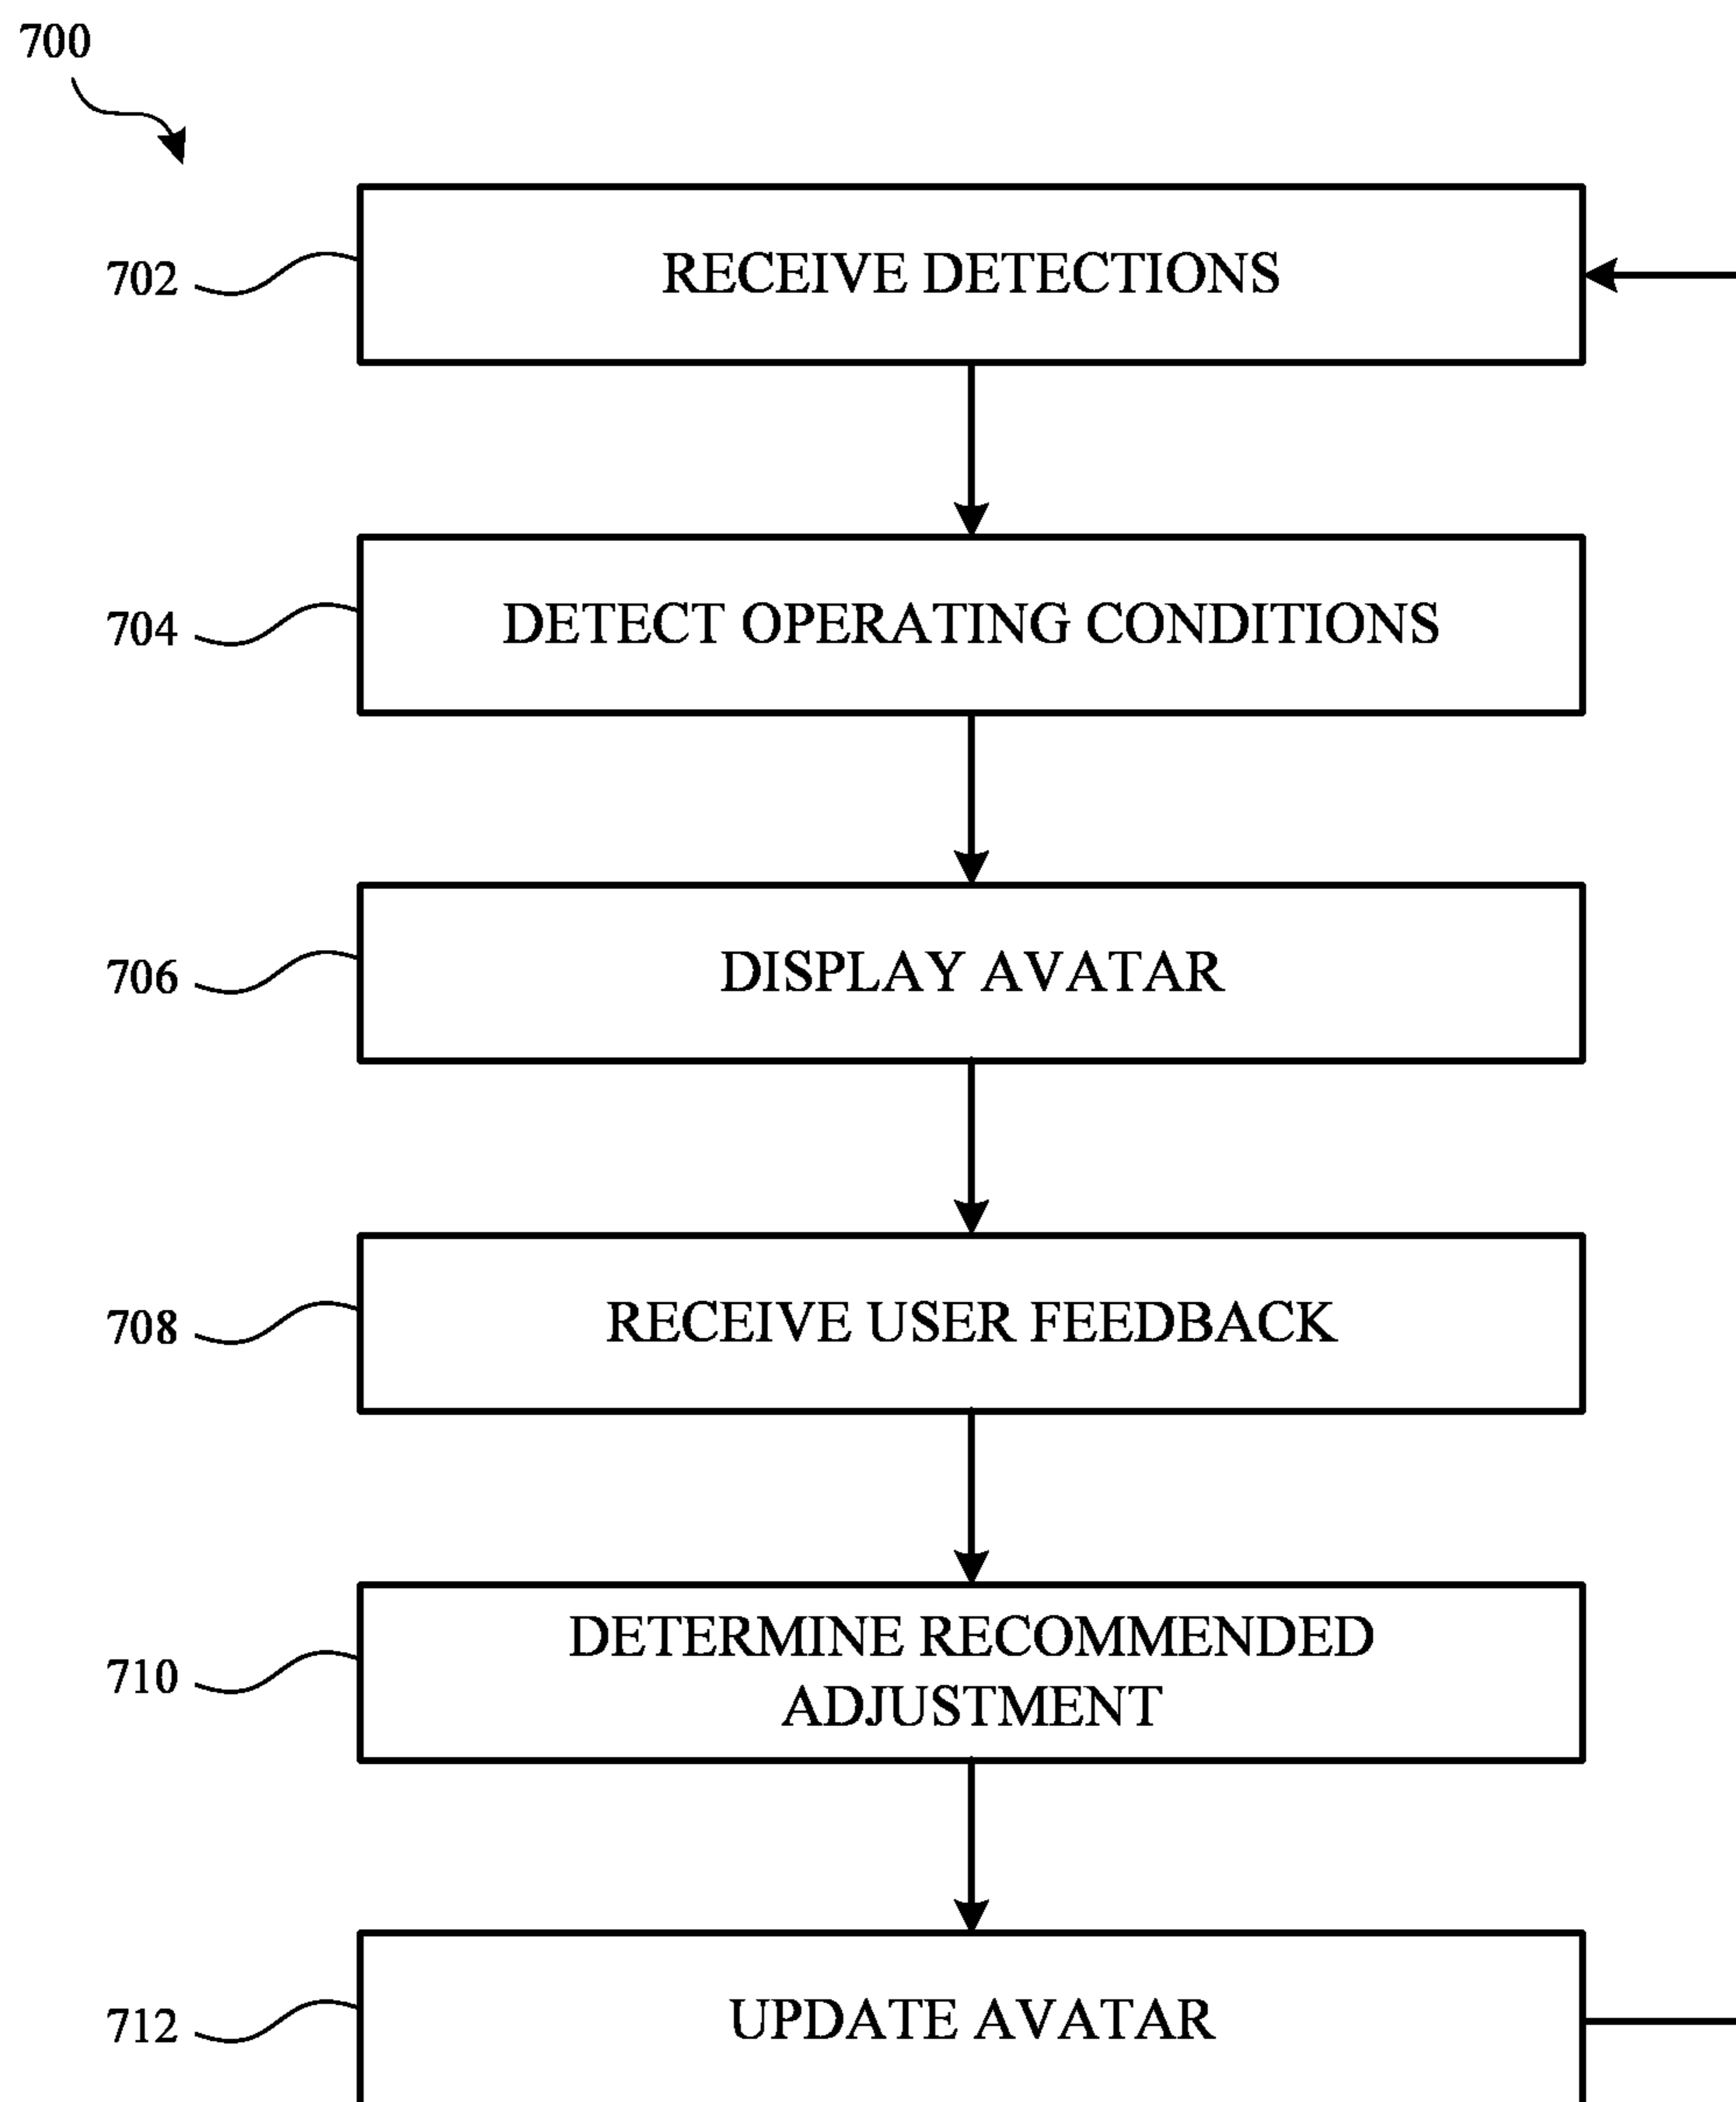 700
702
RECEIVE DETECTIONS
704
DETECT OPERATING CONDITIONS
706
DISPLAY AVATAR
708
RECEIVE USER FEEDBACK
710
DETERMINE RECOMMENDED
ADJUSTMENT
712
UPDATE AVATAR